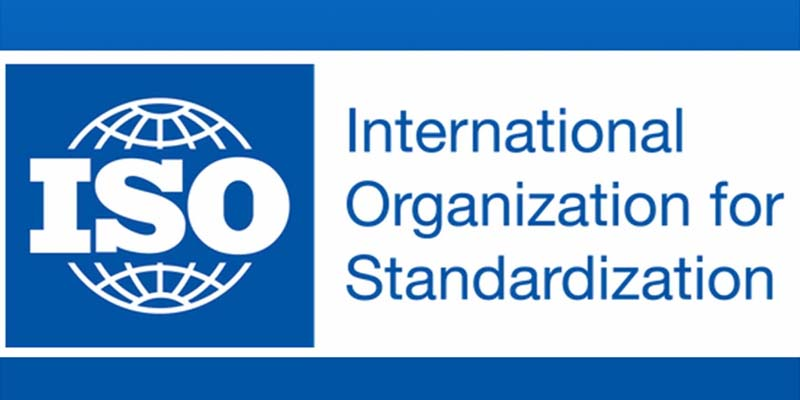 ISO
International
Organization for
Standardization